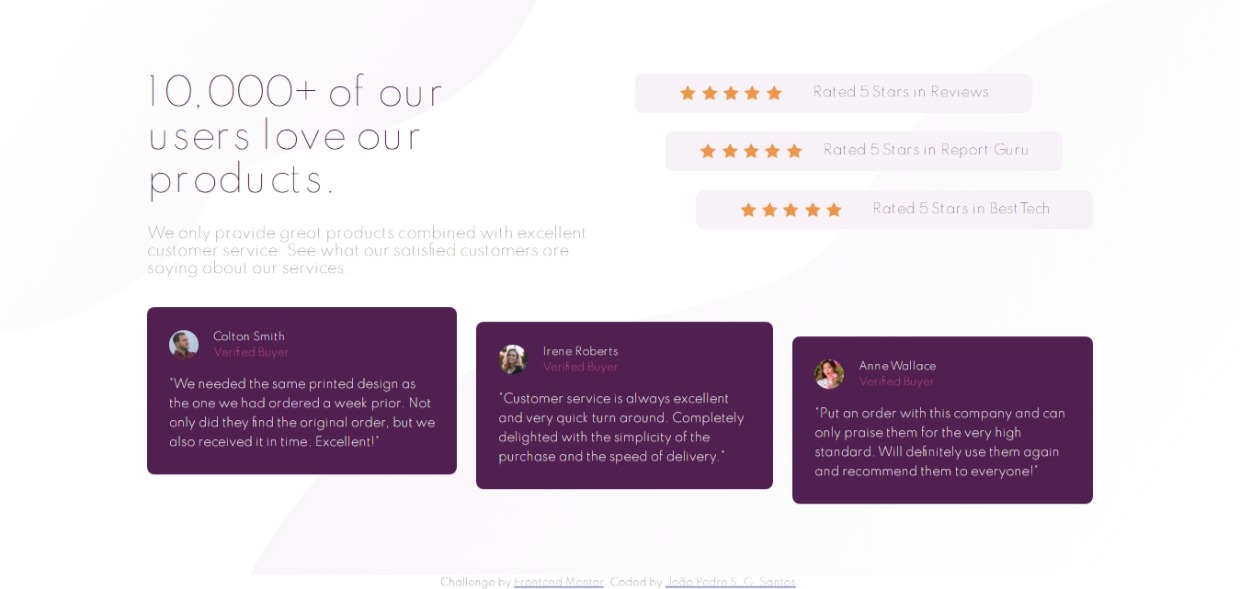 10,000+ of our
users love our
products.
We only provide great products combined with excellent
customer service. See what our satisfied customers are
saying about our services.
Rated 5 Stars in Reviews
Rated 5 Stars in Report Guru
Rated 5 Stars in BestTech
Colton Smith
Verified Buyer
"We needed the same printed design as
the one we had ordered a week prior. Not
only did they find the original order, but we
also received it in time. Excellent!"
Irene Roberts
Verified Buyer
"Customer service is always excellent
and very quick turn around. Completely
delighted with the simplicity of the
purchase and the speed of delivery."
Anne Wallace
Verified Buyer
"Put an order with this company and can
only praise them for the very high
standard. Will definitely use them again
and recommend them to everyone!"
Challenge by Frontend Mentor. Coded by João Pedro S. G. Santos